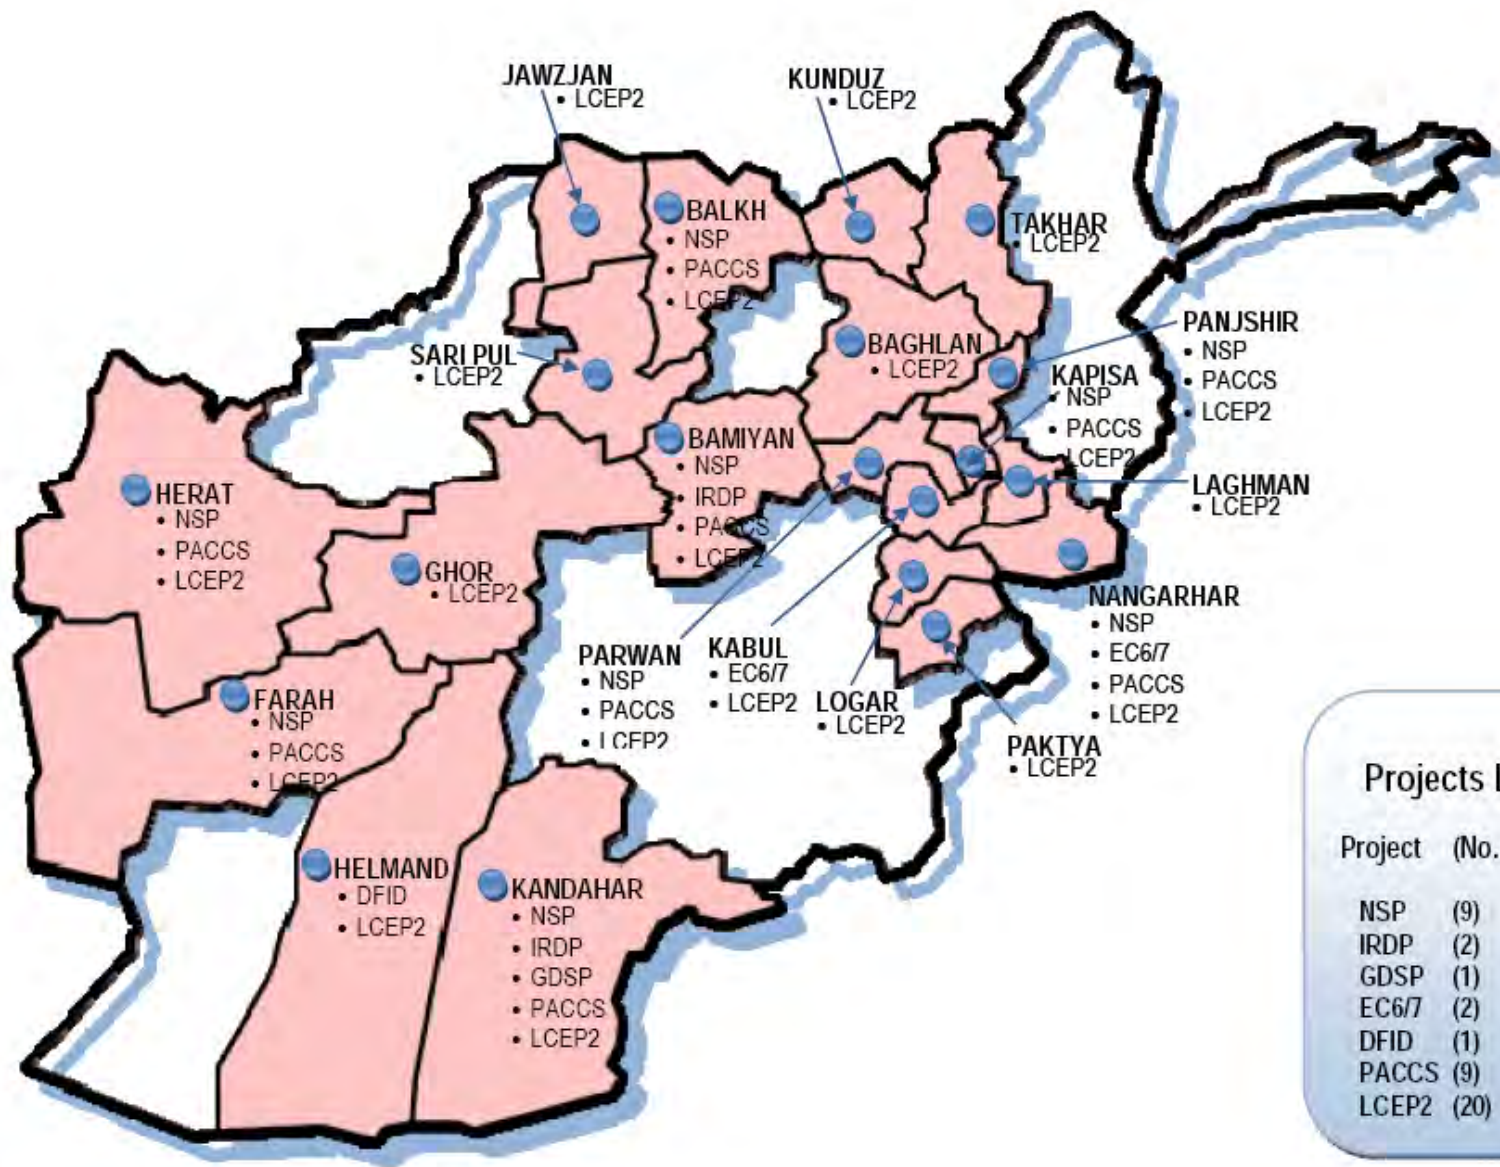 JAWZJAN
• LCEP2
KUNDUZ
• LCEP2
BALKH
• NSP
• PACCS
• LCEP2
TAKHAR
• LCEP2
SARI PUL
• LCEP2
BAGHLAN
• LCEP2
PANJSHIR
• NSP
• PACCS
• LCEP2
KAPISA
• NSP
• PACCS
LCEP2
BAMIYAN
• NSP
• IRDP
• PACCS
• LCEP2
LAGHMAN
• LCEP2
HERAT
• NSP
• PACCS
• LCEP2
GHOR
• LCEP2
NANGARHAR
• NSP
• EC6/7
• PACCS
• LCEP2
PARWAN
• NSP
• PACCS
• LCEP2
KABUL
• EC6/7
• LCEP2
LOGAR
• LCEP2
PAKTYA
• LCEP2
FARAH
• NSP
• PACCS
• LCEP2
HELMAND
• DFID
• LCEP2
KANDAHAR
• NSP
• IRDP
• GDSP
• PACCS
• LCEP2
Projects
Project (No.
NSP (9)
IRDP (2)
GDSP (1)
EC6/7 (2)
DFID (1)
PACCS (9)
LCEP2 (20)